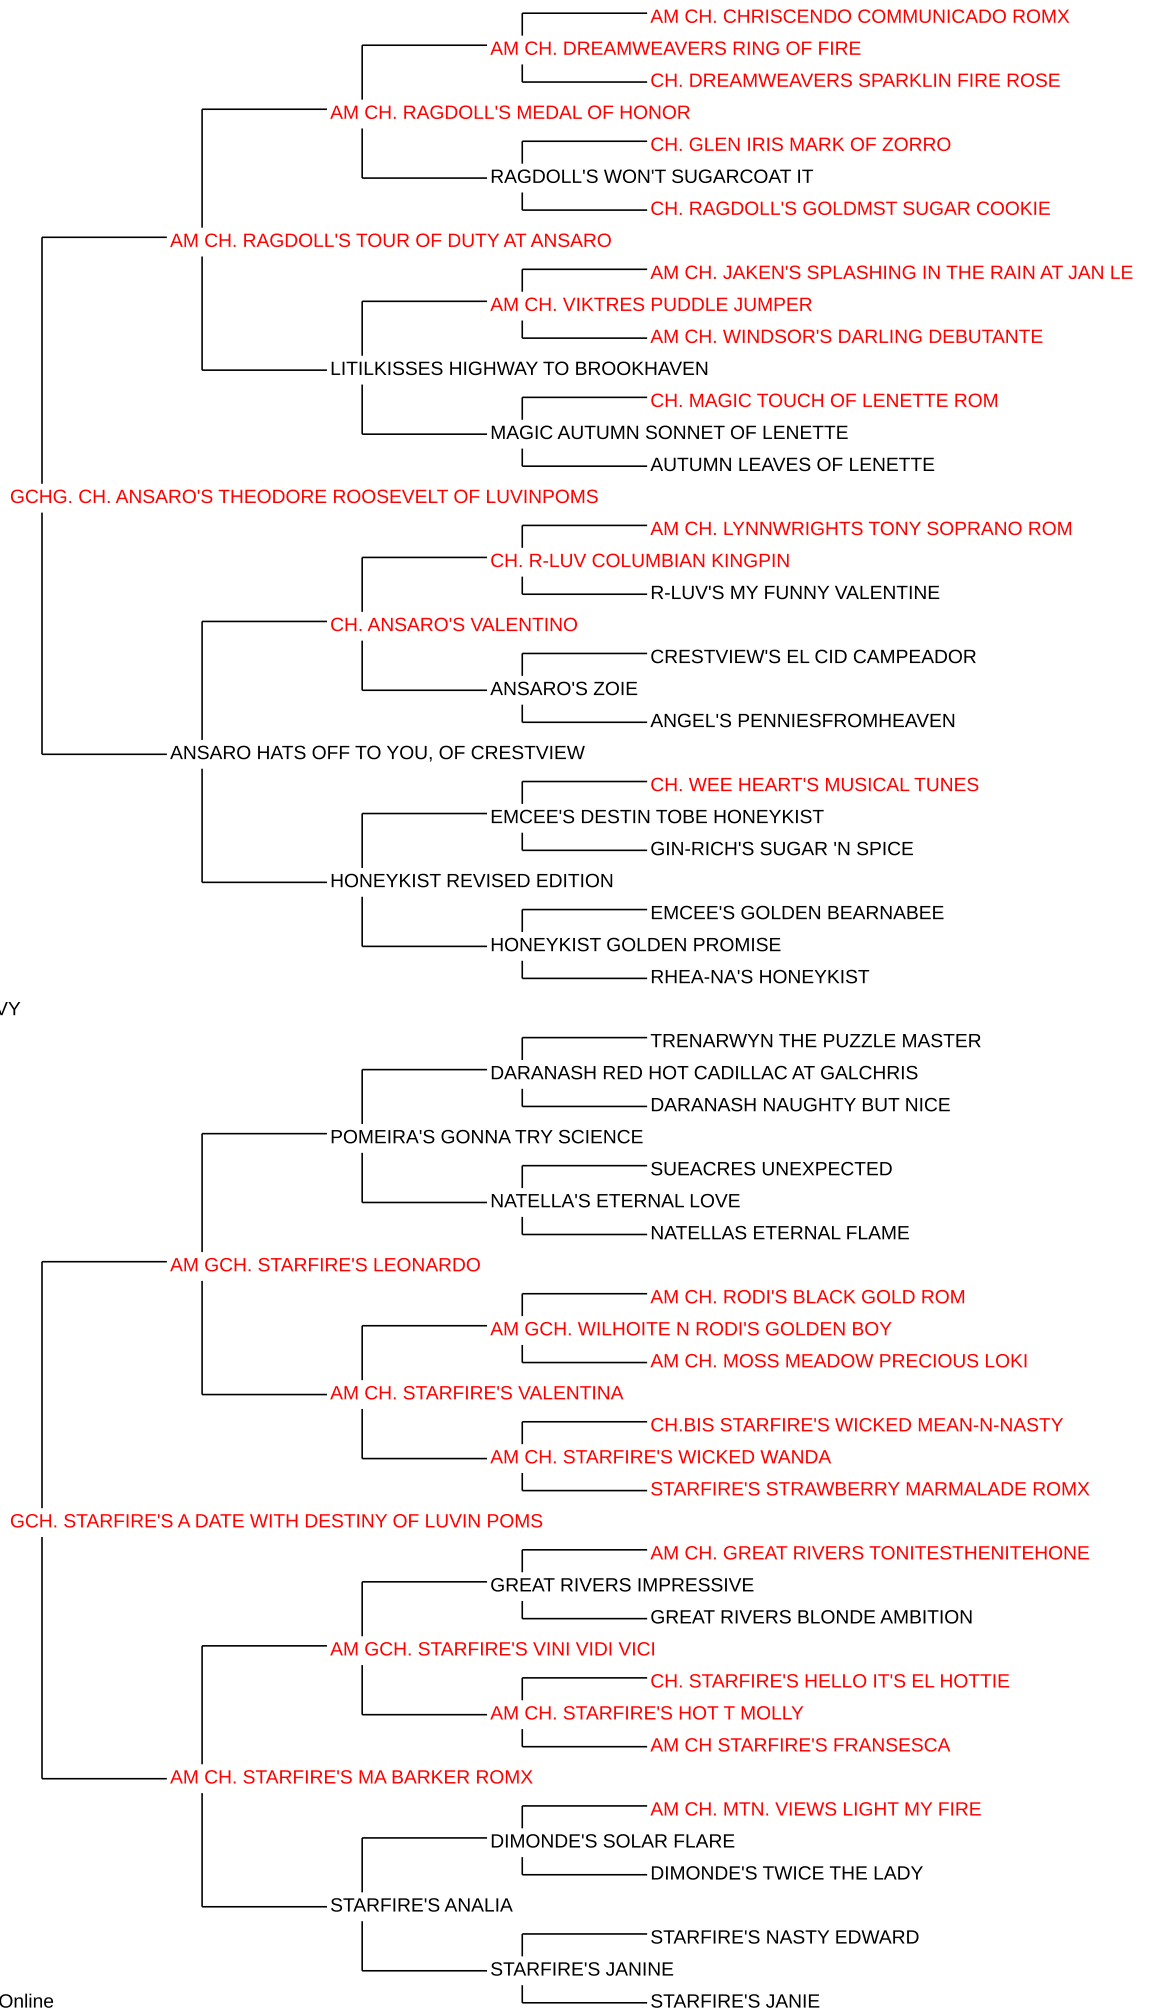 AM CH. CHRISCENDO COMMUNICADO ROMX
AM CH. DREAMWEAVERS RING OF FIRE
CH. DREAMWEAVERS SPARKLIN FIRE ROSE
AM CH. RAGDOLL'S MEDAL OF HONOR
CH. GLEN IRIS MARK OF ZORRO
RAGDOLL'S WON'T SUGARCOAT IT
CH. RAGDOLL'S GOLDMST SUGAR COOKIE
AM CH. RAGDOLL'S TOUR OF DUTY AT ANSARO
AM CH. JAKEN'S SPLASHING IN THE RAIN AT JAN LE
AM CH. VIKTRES PUDDLE JUMPER
AM CH. WINDSOR'S DARLING DEBUTANTE
LITILKISSES HIGHWAY TO BROOKHAVEN
CH. MAGIC TOUCH OF LENETTE ROM
MAGIC AUTUMN SONNET OF LENETTE
AUTUMN LEAVES OF LENETTE
GCHG. CH. ANSARO'S THEODORE ROOSEVELT OF LUVINPOMS
AM CH. LYNNWRIGHTS TONY SOPRANO ROM
CH. R-LUV COLUMBIAN KINGPIN
R-LUV'S MY FUNNY VALENTINE
CH. ANSARO'S VALENTINO
CRESTVIEW'S EL CID CAMPEADOR
ANSARO'S ZOIE
ANGEL'S PENNIESFROMHEAVEN
ANSARO HATS OFF TO YOU, OF CRESTVIEW
CH. WEE HEART'S MUSICAL TUNES
EMCEE'S DESTIN TOBE HONEYKIST
GIN-RICH'S SUGAR 'N SPICE
HONEYKIST REVISED EDITION
EMCEE'S GOLDEN BEARNABEE
HONEYKIST GOLDEN PROMISE
RHEA-NA'S HONEYKIST
VY
TRENARWYN THE PUZZLE MASTER
DARANASH RED HOT CADILLAC AT GALCHRIS
DARANASH NAUGHTY BUT NICE
POMEIRA'S GONNA TRY SCIENCE
SUEACRES UNEXPECTED
NATELLA'S ETERNAL LOVE
NATELLAS ETERNAL FLAME
AM GCH. STARFIRE'S LEONARDO
AM CH. RODI'S BLACK GOLD ROM
AM GCH. WILHOITE N RODI'S GOLDEN BOY
AM CH. MOSS MEADOW PRECIOUS LOKI
AM CH. STARFIRE'S VALENTINA
CH.BIS STARFIRE'S WICKED MEAN-N-NASTY
AM CH. STARFIRE'S WICKED WANDA
STARFIRE'S STRAWBERRY MARMALADE ROMX
GCH. STARFIRE'S A DATE WITH DESTINY OF LUVIN POMS
AM CH. GREAT RIVERS TONITESTHENITEHONE
GREAT RIVERS IMPRESSIVE
GREAT RIVERS BLONDE AMBITION
AM GCH. STARFIRE'S VINI VIDI VICI
CH. STARFIRE'S HELLO IT'S EL HOTTIE
AM CH. STARFIRE'S HOT T MOLLY
AM CH STARFIRE'S FRANSESCA
AM CH. STARFIRE'S MA BARKER ROMX
AM CH. MTN. VIEWS LIGHT MY FIRE
DIMONDE'S SOLAR FLARE
DIMONDE'S TWICE THE LADY
STARFIRE'S ANALIA
STARFIRE'S NASTY EDWARD
STARFIRE'S JANINE
Online
STARFIRE'S JANIE